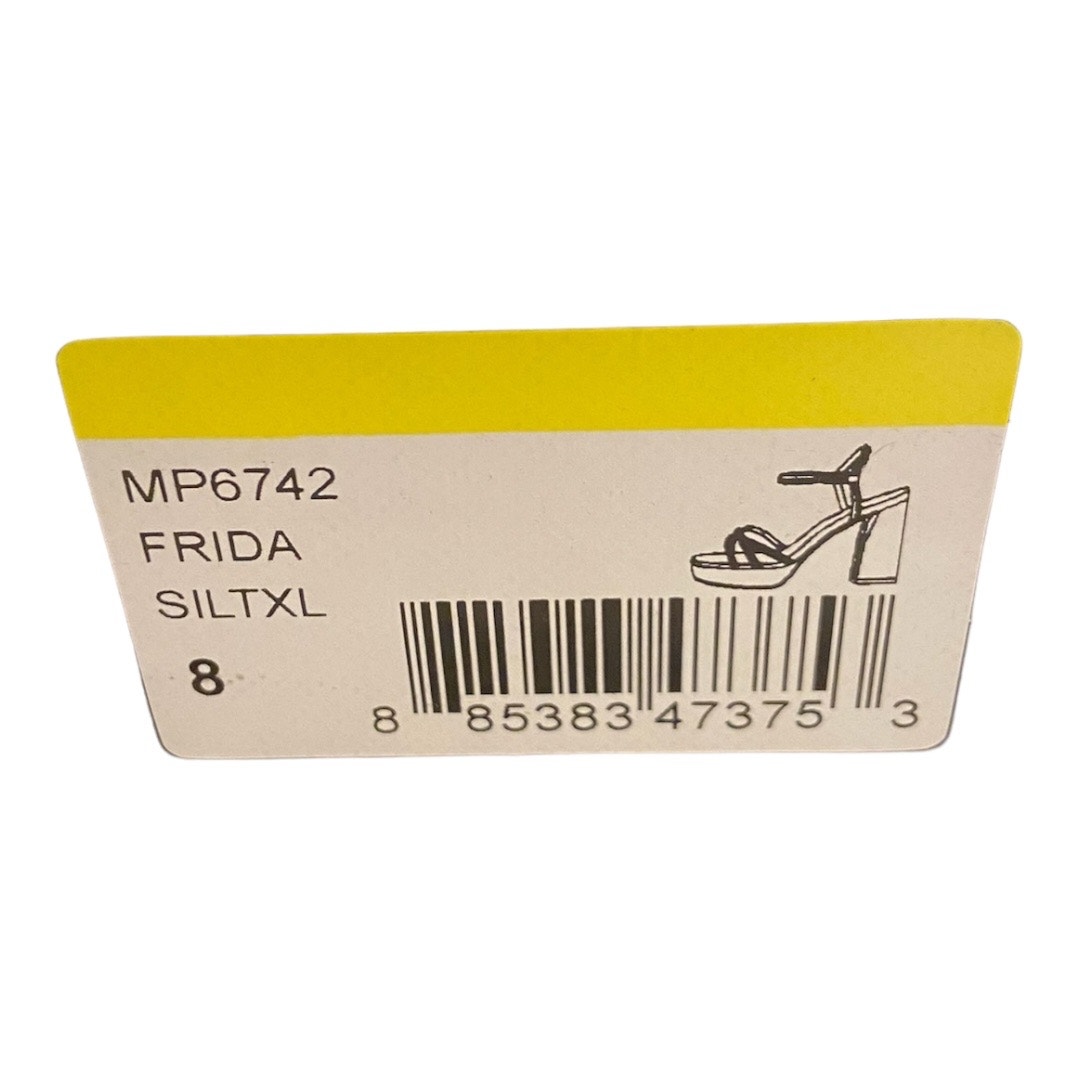 MP6742
FRIDA
SILTXL
8
8 85383 47375 3